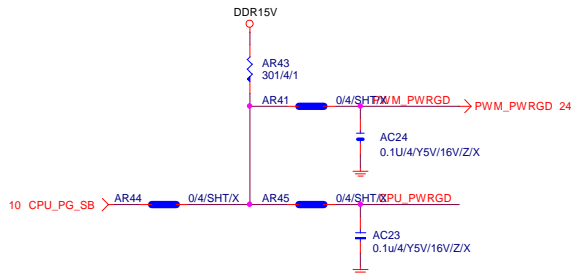 DDR15V
AR43
301/4/1
AR41 0/4/SHT/X PWM_PWRGD PWM_PWRGD 24
AC24
0.1U/4/Y5V/16V/Z/X
10 CPU_PG_SB AR44 0/4/SHT/X AR45 0/4/SHT/X CPU_PWRGD
AC23
0.1u/4/Y5V/16V/Z/X